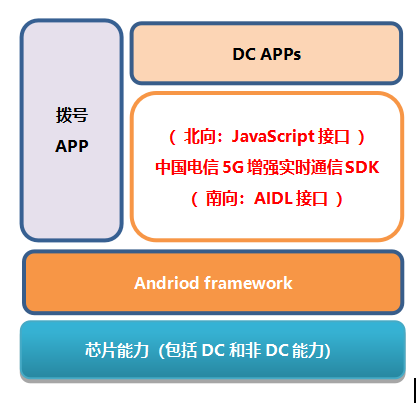 拨号
APP
DC APPs
（ 北向：JavaScript 接口 ）
中国电信 5G 增强实时通信 SDK
（ 南向：AIDL 接口 ）
Andriod framework
芯片能力（包括 DC 和非 DC 能力）